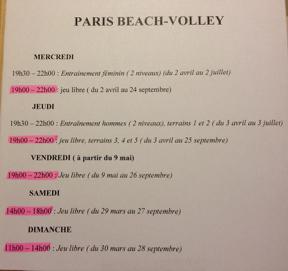 PARIS BEACH-VOLLEY
MERCREDI
19h30 – 22h00 : Entrainement féminin ( 2 niveaux) (du 2 avril au 2 juillet)
19h00 – 22h00 : jeu libre ( du 2 avril au 24 septembre)
JEUDI
19h30 – 22h00 : Entrainement hommes ( 2 niveaux), terrains 1 et 2 ( du 3 avril au 3 juillet)
19h00 – 22h00 : jeu libre, terrains 3, 4 et 5 ( du 3 avril au 25 septembre)
VENDREDI ( à partir du 9 mai)
19h00 – 22h00 : Jeu libre ( du 9 mai au 26 septembre)
SAMEDI
14h00 – 18h00 : Jeu libre ( du 29 mars au 27 septembre)
DIMANCHE
11h00 – 14h00 : Jeu libre ( du 30 mars au 28 septembre)